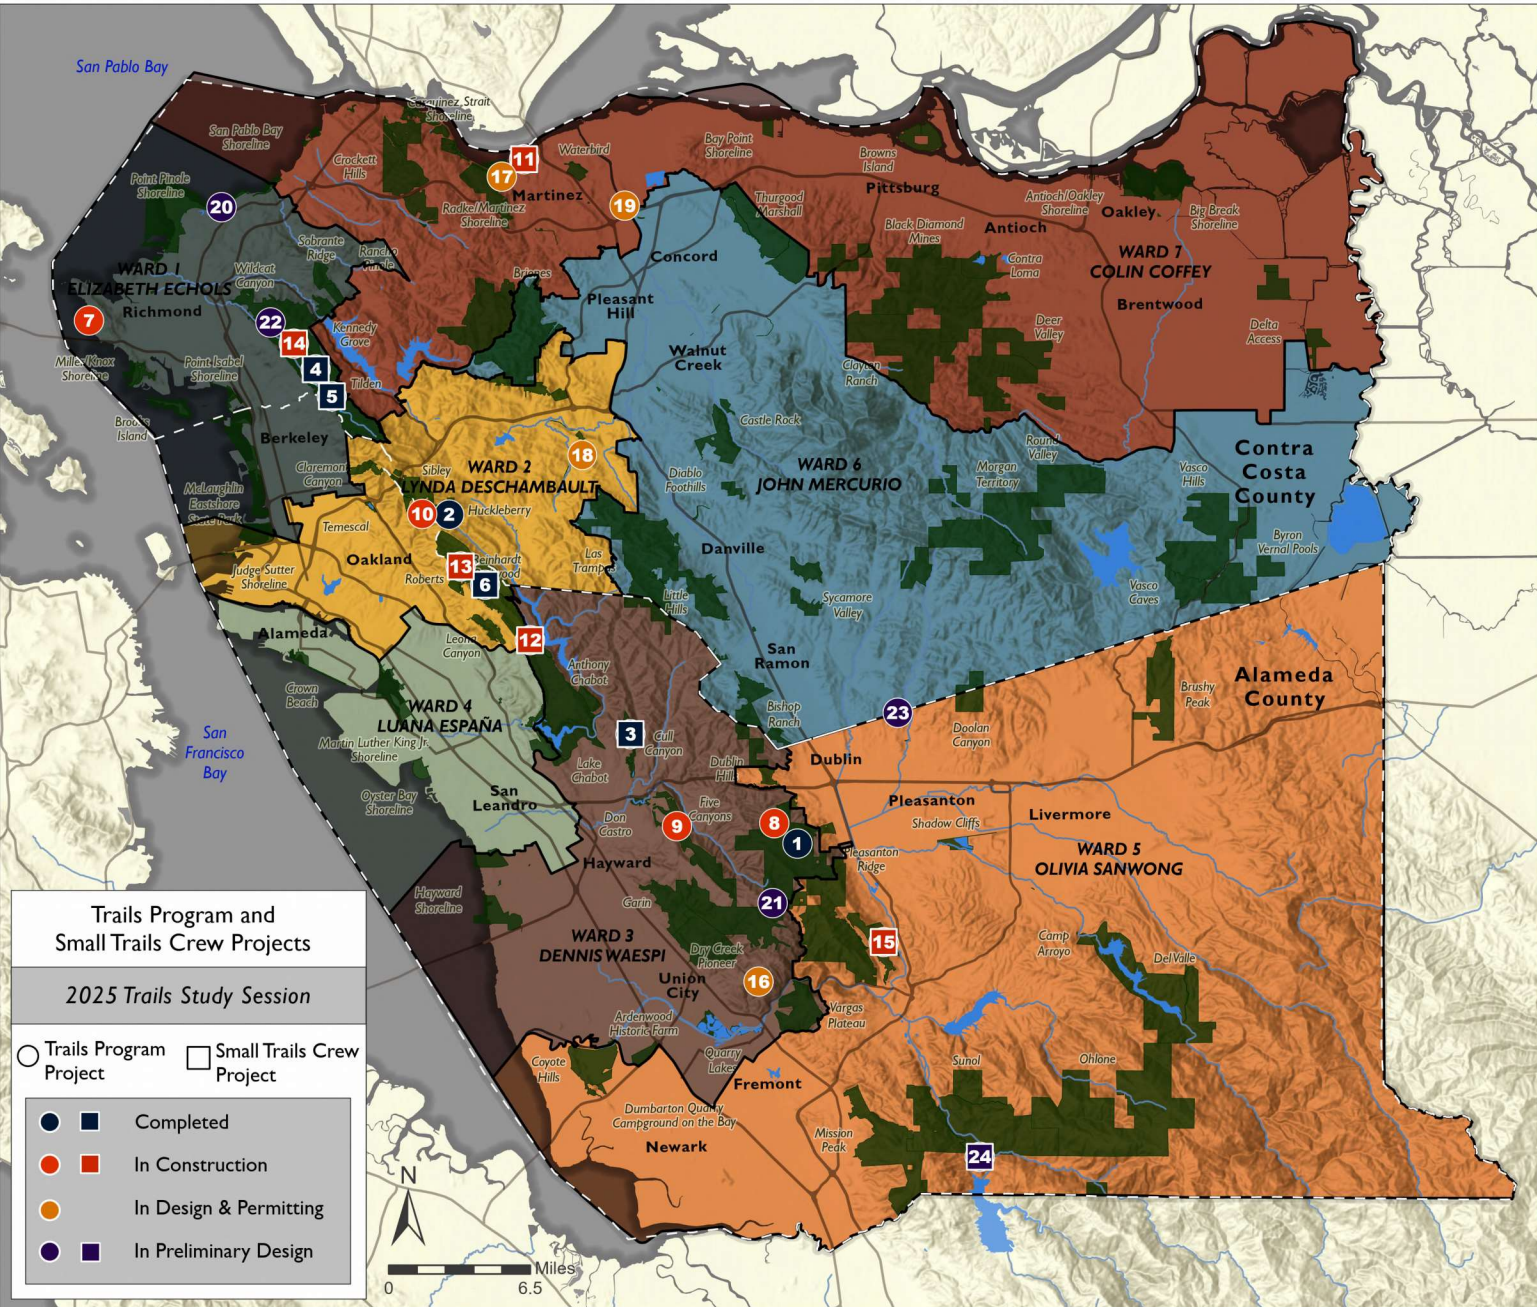 San Pablo Bay
Carquinez Strait
Shoreline
San Pablo Bay
Shoreline
Crockett
Hills
11
Waterbird
Bay Point
Shoreline
Browns
Island
17
Martinez
Radke/Martinez
Shoreline
19
Pittsburg
Thurgood
Marshall
Antioch/Oakley
Shoreline
Oakley
Big Break
Shoreline
Point Pinole
Shoreline
20
Black Diamond
Mines
Antioch
Sobrante
Ridge
Rancho
Pinole
Concord
WARD 7
COLIN COFFEY
Contra
Loma
WARD 1
ELIZABETH ECHOLS
Richmond
Wildcat
Canyon
Briones
Pleasant
Hill
Brentwood
7
22
14
Kennedy
Grove
Deer
Valley
Delta
Access
Miller/Knox
Shoreline
Point Isabel
Shoreline
4
5
Tilden
Walnut
Creek
Clayton
Ranch
Brooks
Island
Berkeley
Castle Rock
Round
Valley
Contra
Costa
County
Claremont
Canyon
Sibley
WARD 2
LYNDA DESCHAMBAULT
18
Diablo
Foothills
WARD 6
JOHN MERCURIO
Morgan
Territory
Vasco
Hills
McLaughlin
Eastshore
State Park
10
2
Huckleberry
Temescal
Oakland
Danville
Byron
Vernal Pools
Judge Sutter
Shoreline
Roberts
13
Reinhardt
Redwood
6
Las
Trampas
Little
Hills
Sycamore
Valley
Vasco
Caves
Alameda
Leona
Canyon
12
Anthony
Chabot
San
Ramon
Alameda
County
Crown
Beach
WARD 4
LUANA ESPAÑA
Bishop
Ranch
23
Brushy
Peak
Doolan
Canyon
San
Francisco
Bay
Martin Luther King Jr.
Shoreline
3
Cull
Canyon
Lake
Chabot
Dublin
Hills
Dublin
Oyster Bay
Shoreline
San
Leandro
Pleasanton
Shadow Cliffs
Livermore
Don
Castro
9
Five
Canyons
8
1
WARD 5
OLIVIA SANWONG
Hayward
Pleasanton
Ridge
Hayward
Shoreline
Garin
21
WARD 3
DENNIS WAESPI
Dry Creek
Pioneer
15
Camp
Arroyo
Del Valle
Union
City
16
Ardenwood
Historic Farm
Vargas
Plateau
Quarry
Lakes
Coyote
Hills
Fremont
Sunol
Ohlone
Dumbarton Quarry
Campground on the Bay
Newark
Mission
Peak
24
Trails Program and
Small Trails Crew Projects
2025 Trails Study Session
Trails Program
Project
Small Trails Crew
Project
Completed
In Construction
In Design & Permitting
In Preliminary Design
N
Miles
0 6.5